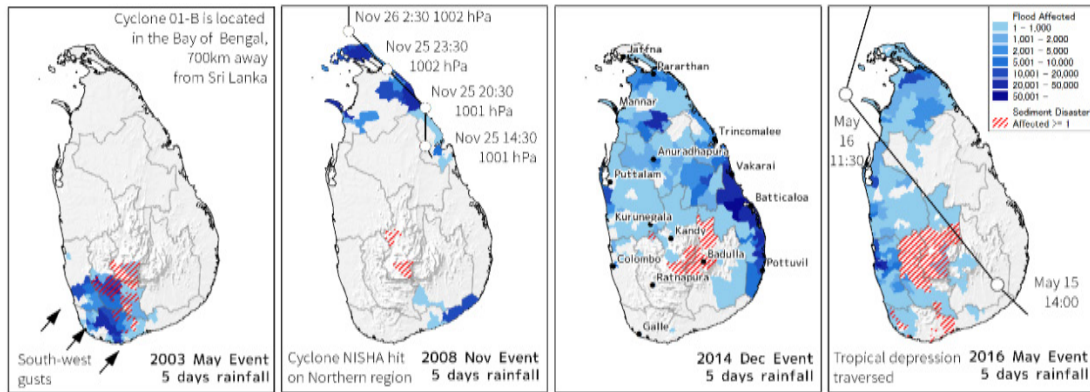 Cyclone 01-B is located
in the Bay of Bengal,
700km away
from Sri Lanka
South-west
gusts
2003 May Event
5 days rainfall
Nov 26 2:30 1002 hPa
Nov 25 23:30
1002 hPa
Nov 25 20:30
1001 hPa
Nov 25 14:30
1001 hPa
Cyclone NISHA hit
on Northern region
2008 Nov Event
5 days rainfall
Jaffna
Pararthan
Mannar
Trincomalee
Anuradhapura
Vakarai
Puttalam
Batticaloa
Kurunegala
Kandy
Colombo
Badulla
Pottuvil
Ratnapura
Galle
2014 Dec Event
5 days rainfall
Flood Affected
1 - 1,000
1,001 - 2,000
2,001 - 5,000
5,001 - 10,000
10,001 - 20,000
20,001 - 50,000
50,001 -
Sediment Disaster
Affected >= 1
May
16
11:30
May 15
14:00
Tropical depression
traversed
2016 May Event
5 days rainfall